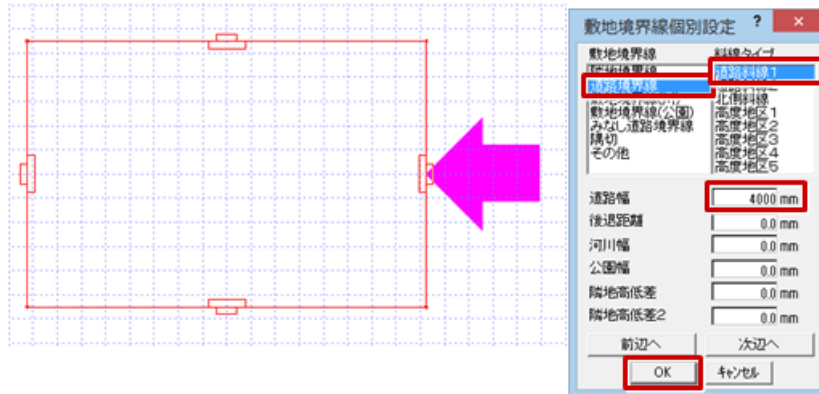 敷地境界線個別設定 ? ×
敷地境界線 斜線タイプ
隣地境界線 道路斜線1
道路境界線
敷地境界線(公園) 北側斜線
みなし道路境界線 高度地区1
隅切 高度地区2
その他 高度地区3
高度地区4
高度地区5
道路幅 4000 mm
後退距離 0.0 mm
河川幅 0.0 mm
公園幅 0.0 mm
隣地高低差 0.0 mm
隣地高低差2 0.0 mm
前辺へ 次辺へ
OK キャンセル